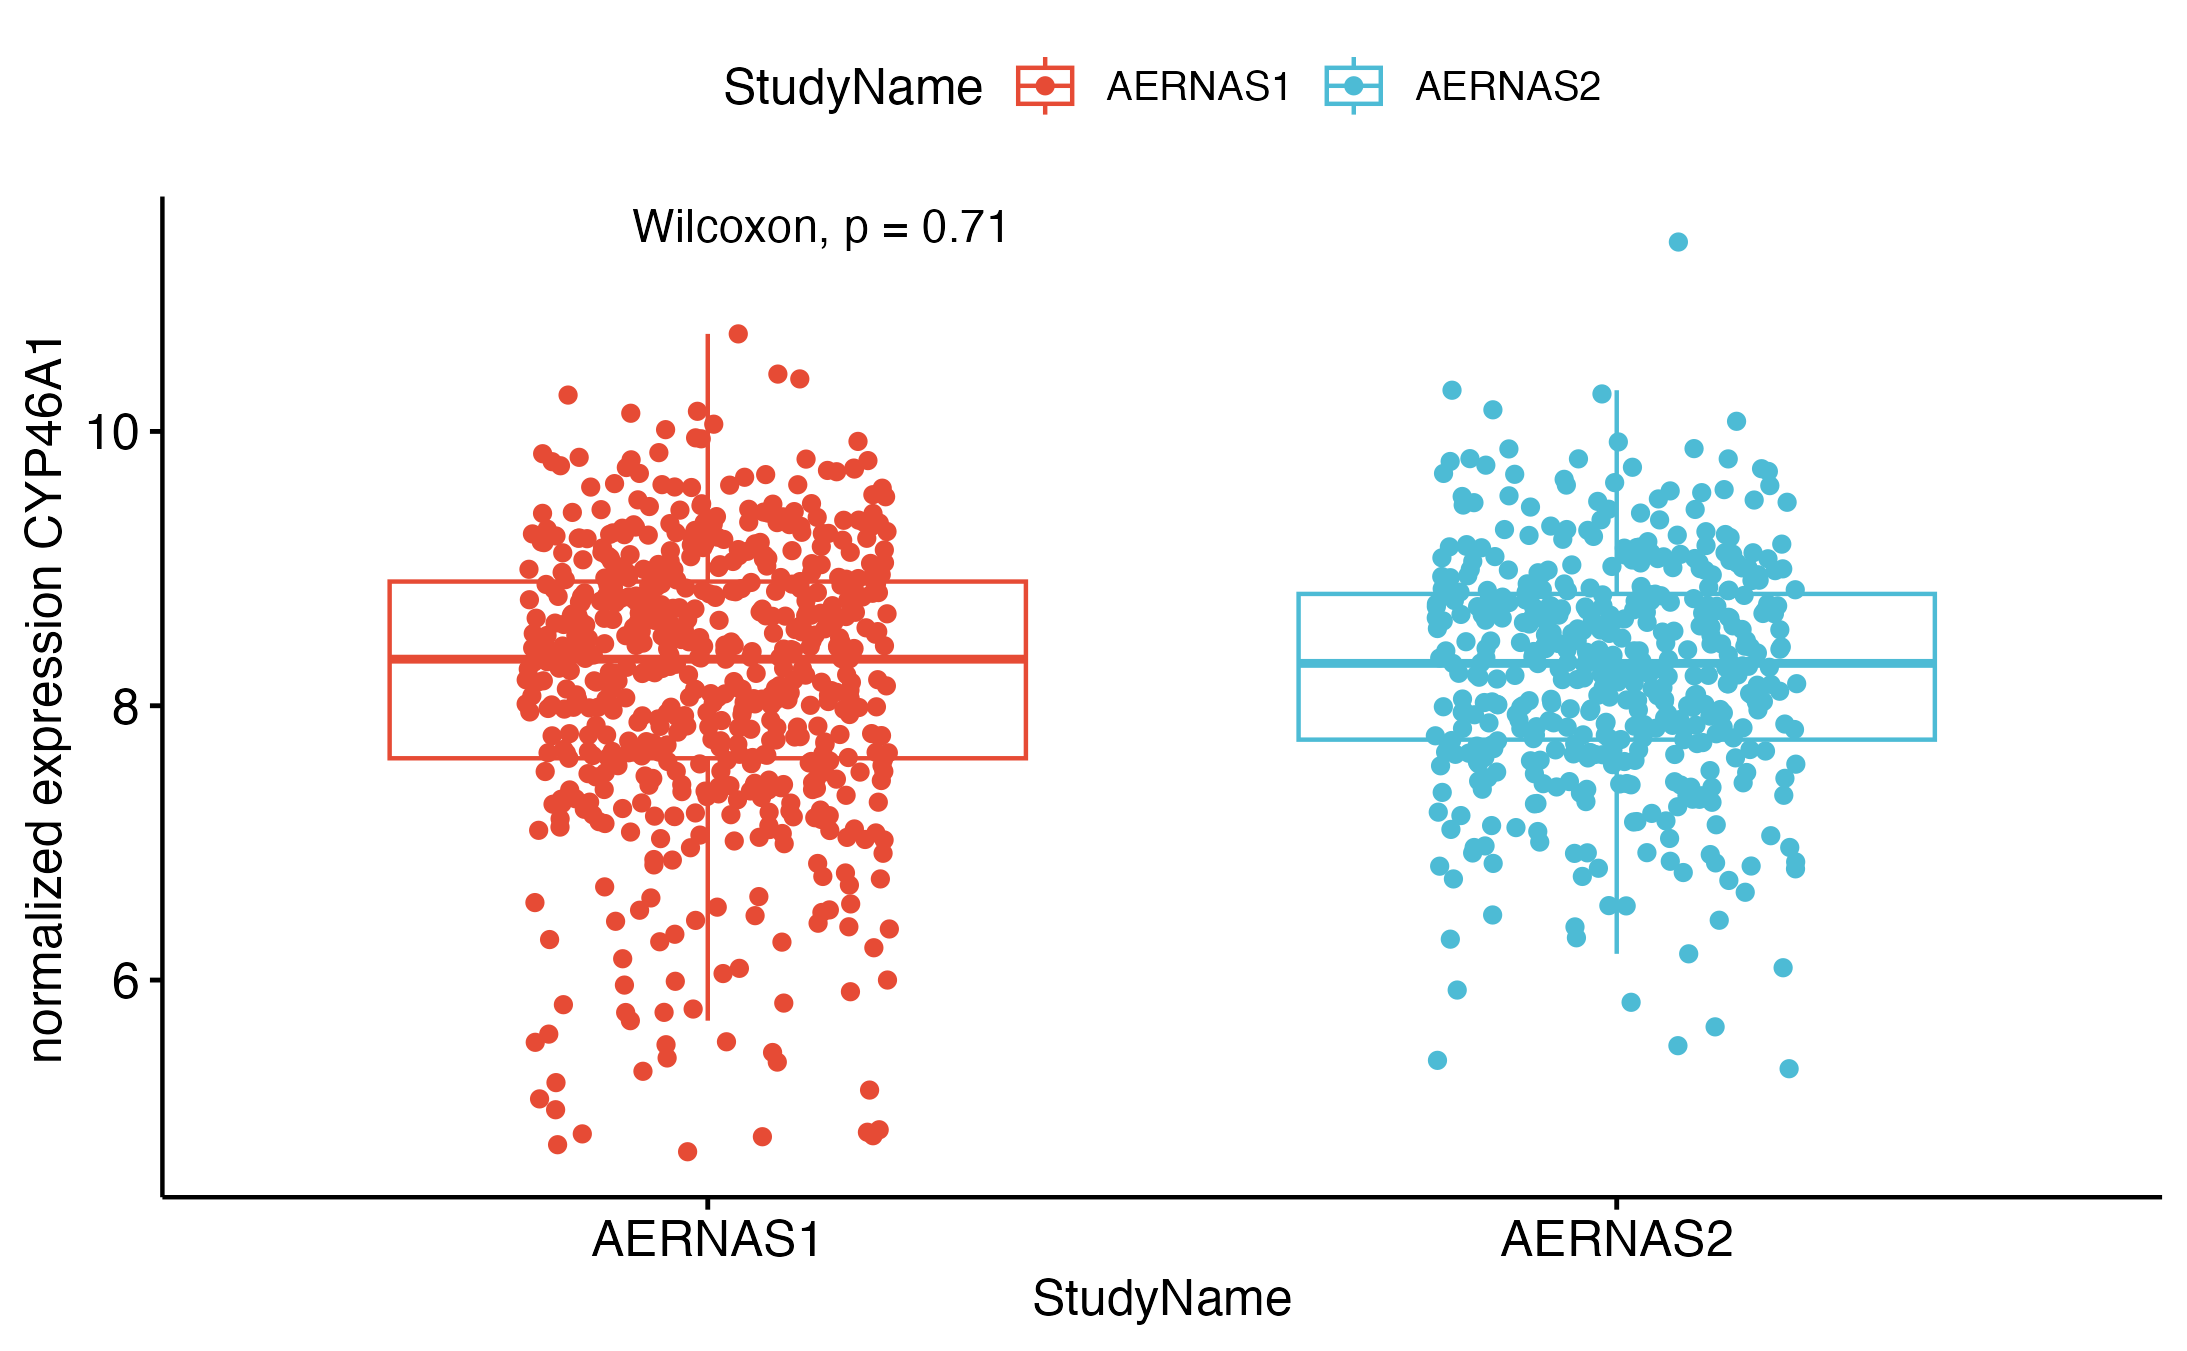 StudyName AERNAS1 AERNAS2
Wilcoxon, p = 0.71
normalized expression CYP46A1
10
8
6
AERNAS1 AERNAS2
StudyName